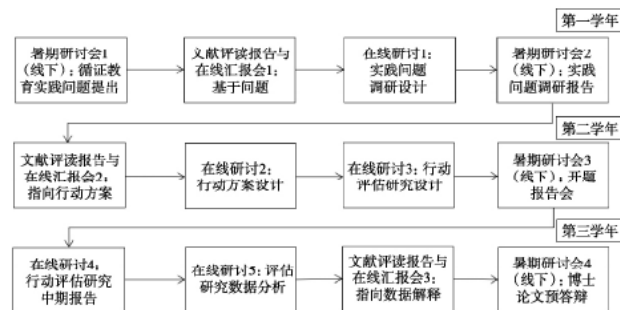 第一学年
暑期研讨会1
（线下）：循证教
育实践问题提出
文献评读报告与
在线汇报会1：
基于问题
在线研讨1：
实践问题
调研设计
暑期研讨会2
（线下）：实践
问题调研报告
第二学年
文献评读报告与
在线汇报会2：
指向行动方案
在线研讨2：
行动方案设计
在线研讨3：行动
评估研究设计
暑期研讨会3
（线下）：开题
报告会
第三学年
在线研讨4：
行动评估研究
中期报告
在线研讨5：评估
研究数据分析
文献评读报告与
在线汇报会3：
指向数据解释
暑期研讨会4
（线下）：博士
论文预答辩